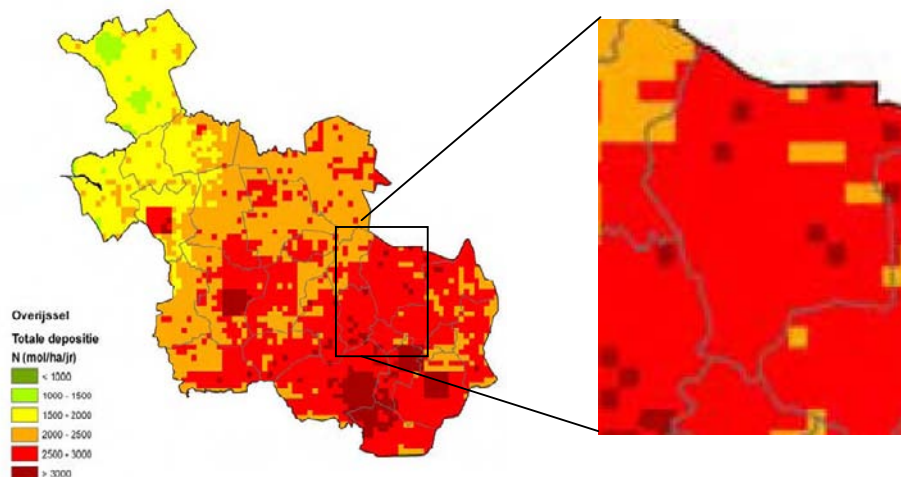 Overijssel
Totale depositie
N (mol/ha/jr)
< 1000
1000 - 1500
1500 - 2000
2000 - 2500
2500 - 3000
> 3000